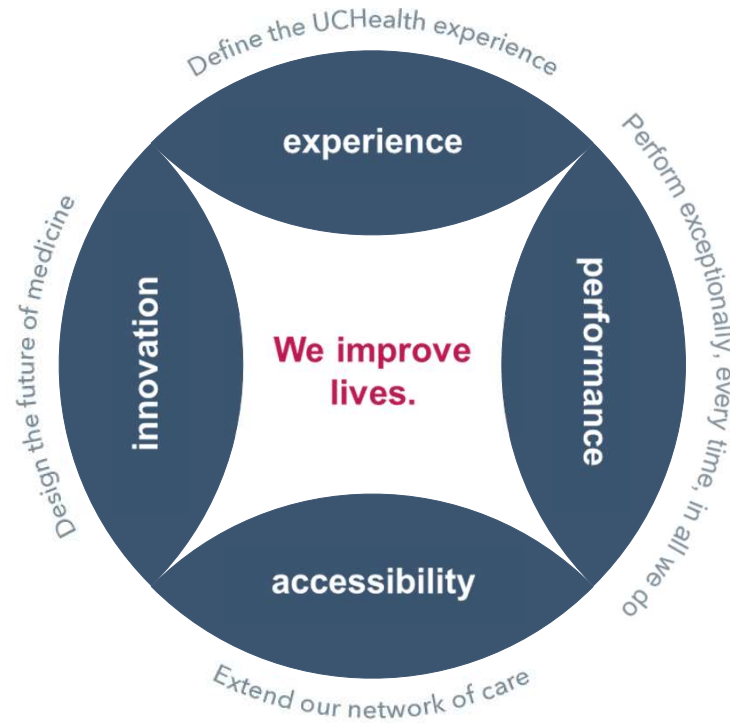 Define the UCHealth experience
experience
Perform exceptionally, every time, in all we do
performance
We improve
lives.
innovation
Design the future of medicine
accessibility
Extend our network of care